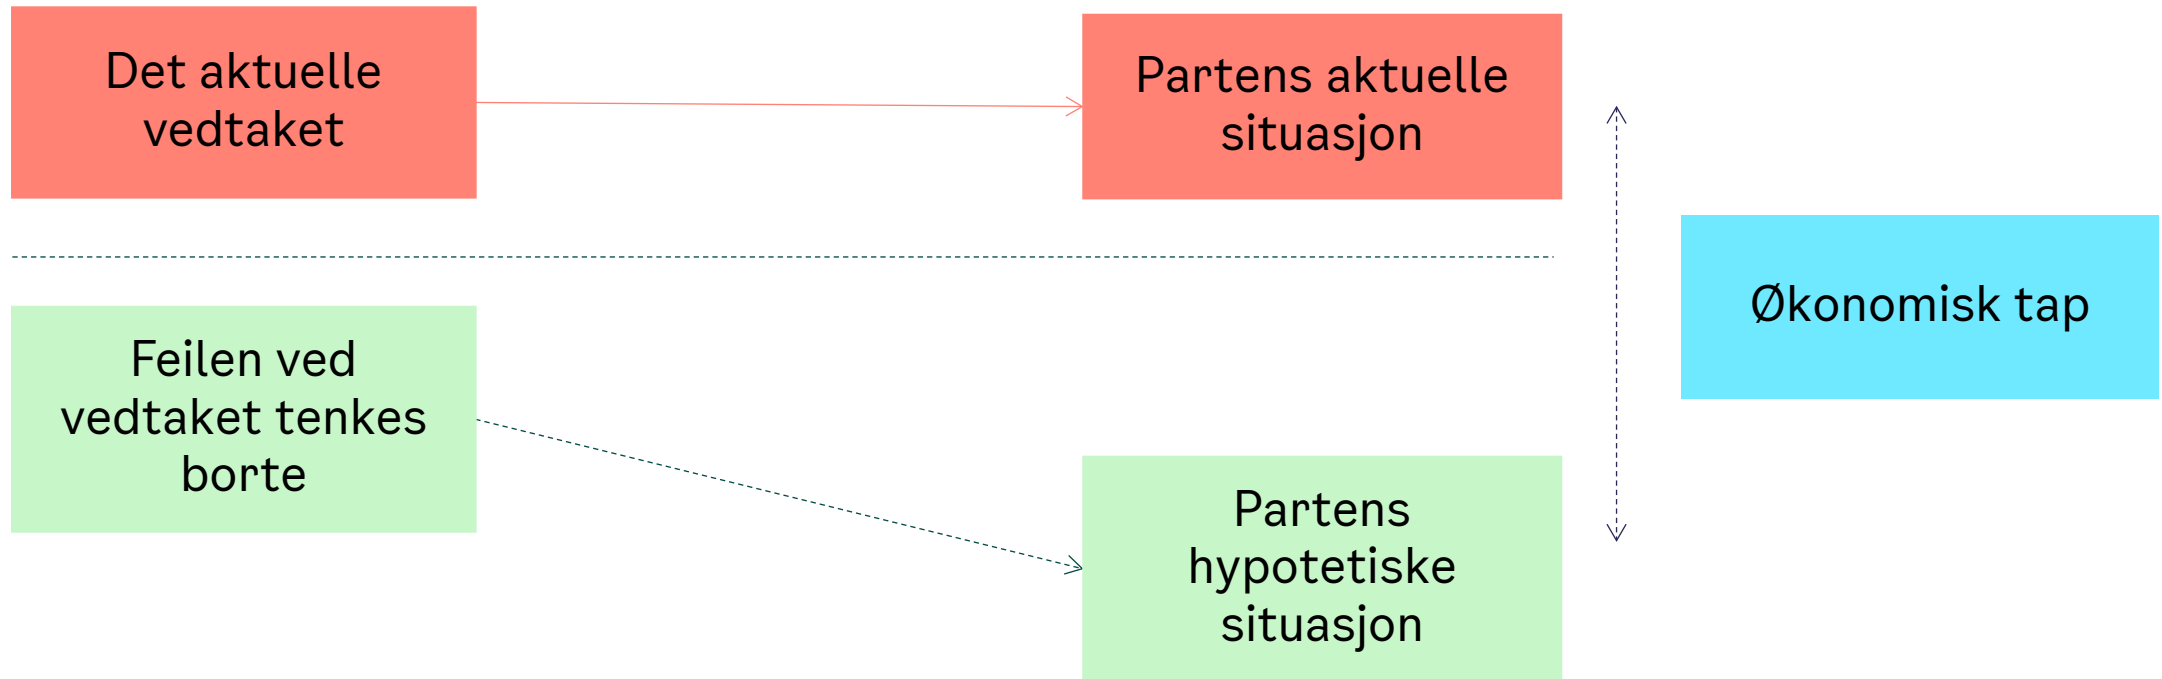 Det aktuelle
vedtaket
Partens aktuelle
situasjon
Økonomisk tap
Feilen ved
vedtaket tenkes
borte
Partens
hypotetiske
situasjon